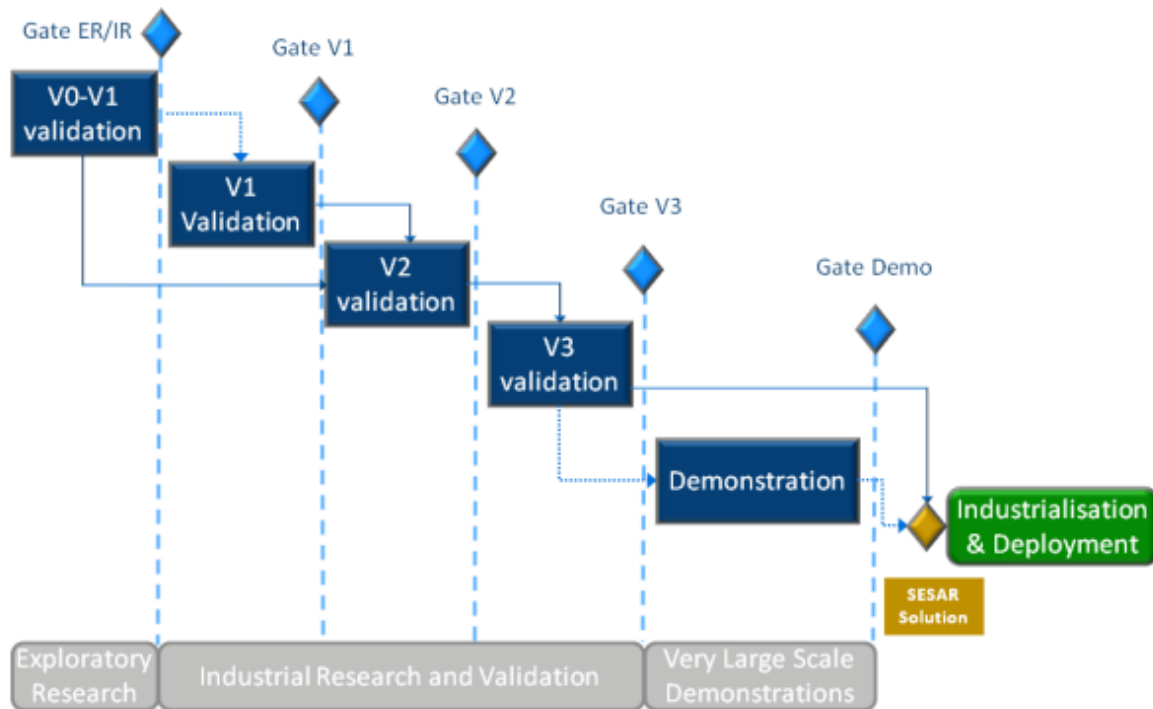 Gate ER/IR
Gate V1
V0-V1
validation
Gate V2
V1
Validation
Gate V3
V2
validation
Gate Demo
V3
validation
Demonstration
Industrialisation
& Deployment
SESAR
Solution
Exploratory
Research
Industrial Research and Validation
Very Large Scale
Demonstrations